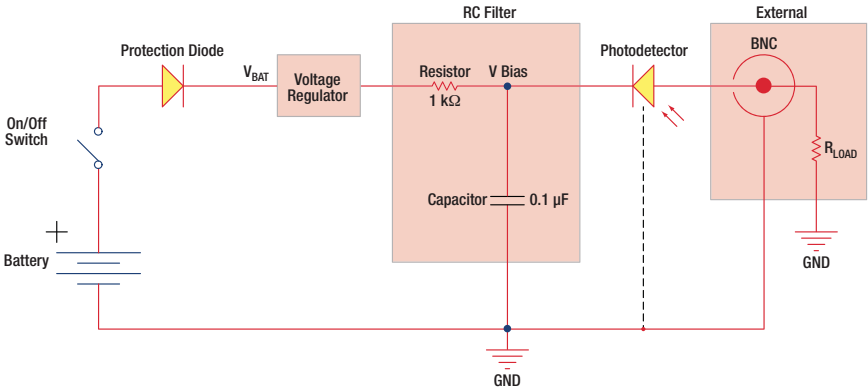 RC Filter
External
Protection Diode
Photodetector
BNC
V_BAT
Voltage
Regulator
Resistor
V Bias
1 kΩ
On/Off
Switch
R_LOAD
Capacitor
0.1 µF
+
Battery
GND
GND